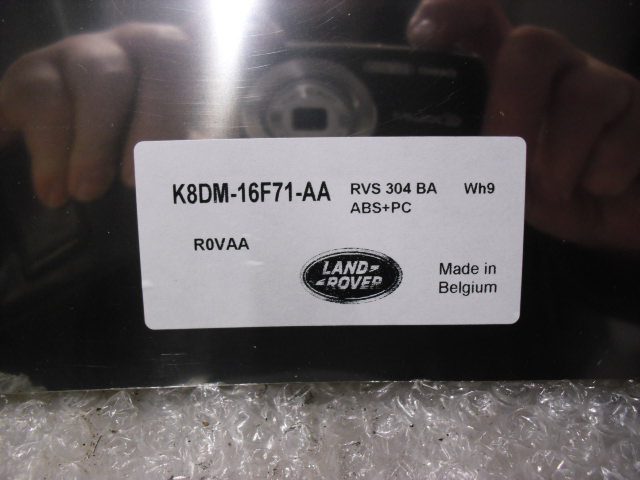 K8DM-16F71-AA RVS 304 BA Wh9
ABS+PC
R0VAA
LAND
ROVER
Made in
Belgium